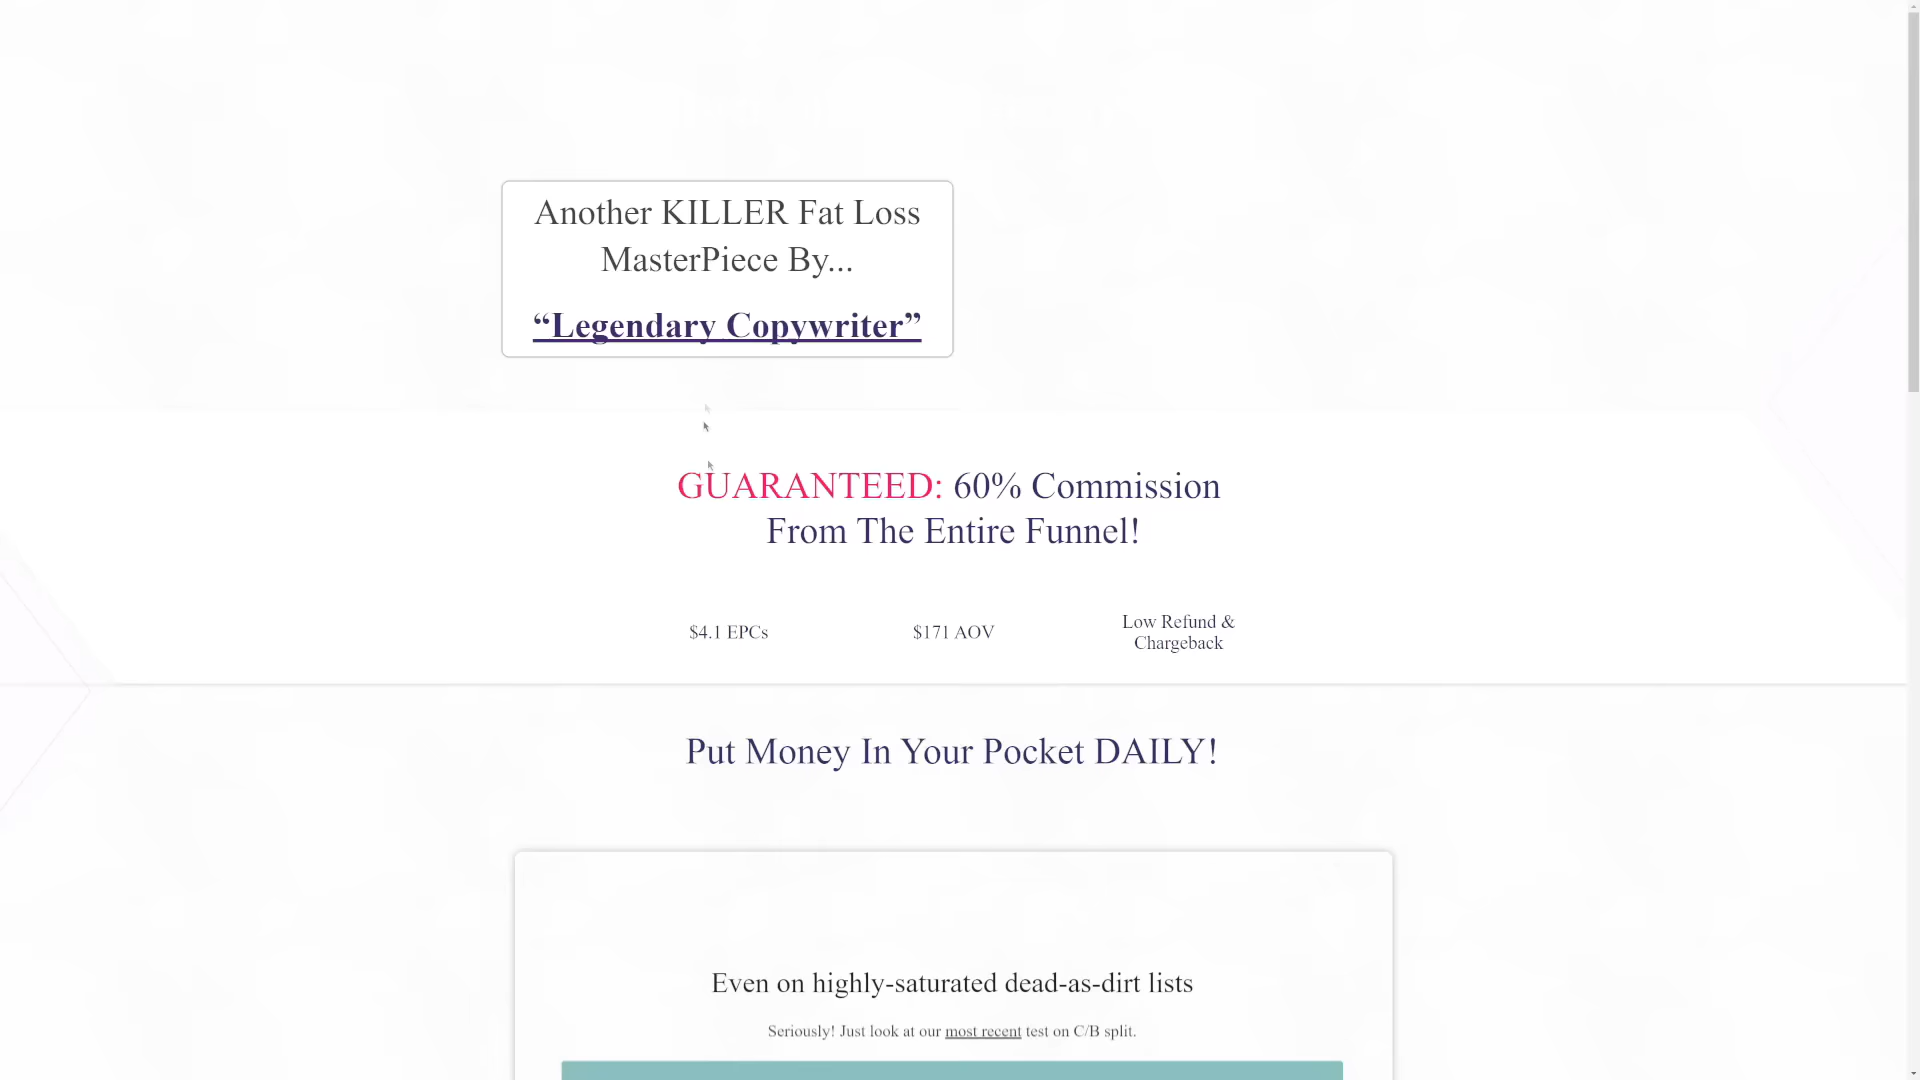 Another KILLER Fat Loss
MasterPiece By...
“Legendary Copywriter”
GUARANTEED: 60% Commission
From The Entire Funnel!
$4.1 EPCs
$171 AOV
Low Refund &
Chargeback
Put Money In Your Pocket DAILY!
Even on highly-saturated dead-as-dirt lists
Seriously! Just look at our most recent test on C/B split.